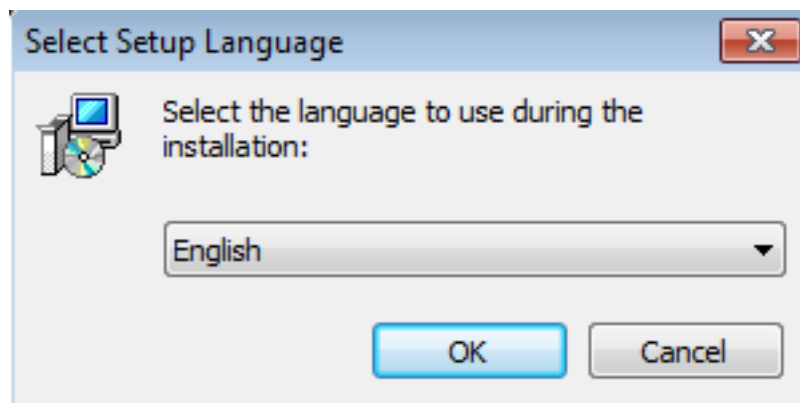 Select Setup Language
Select the language to use during the
installation:
English
OK
Cancel